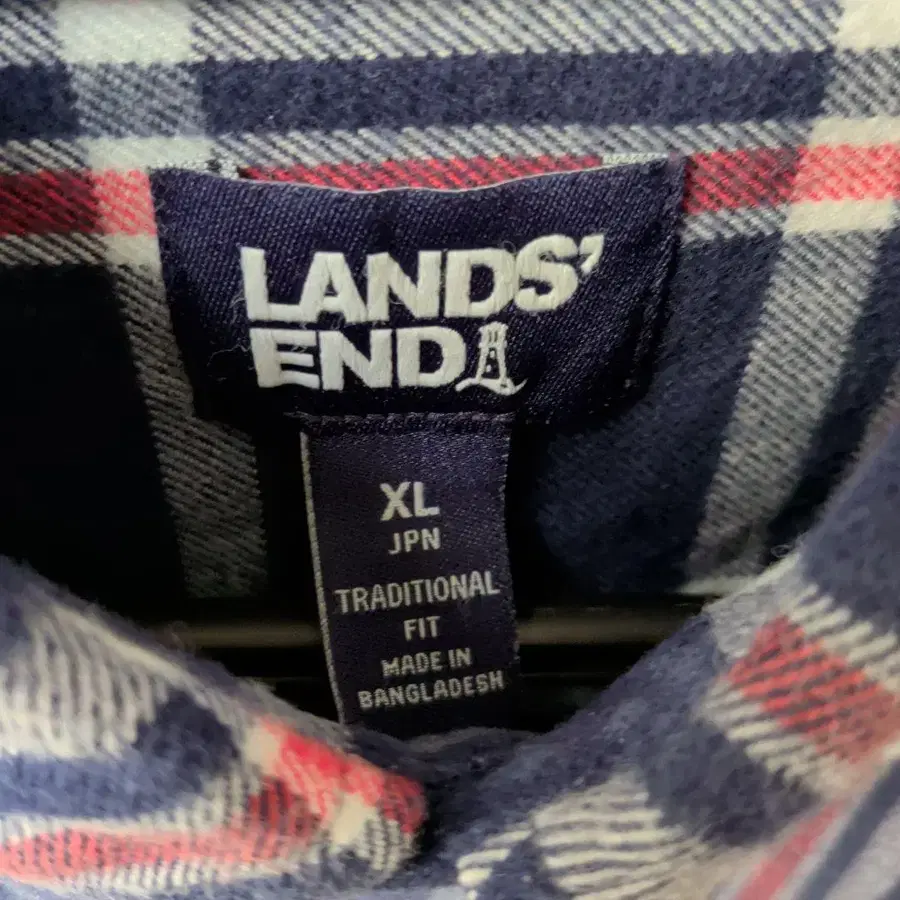 LANDS'
END
XL
JPN
TRADITIONAL
FIT
MADE IN
BANGLADESH